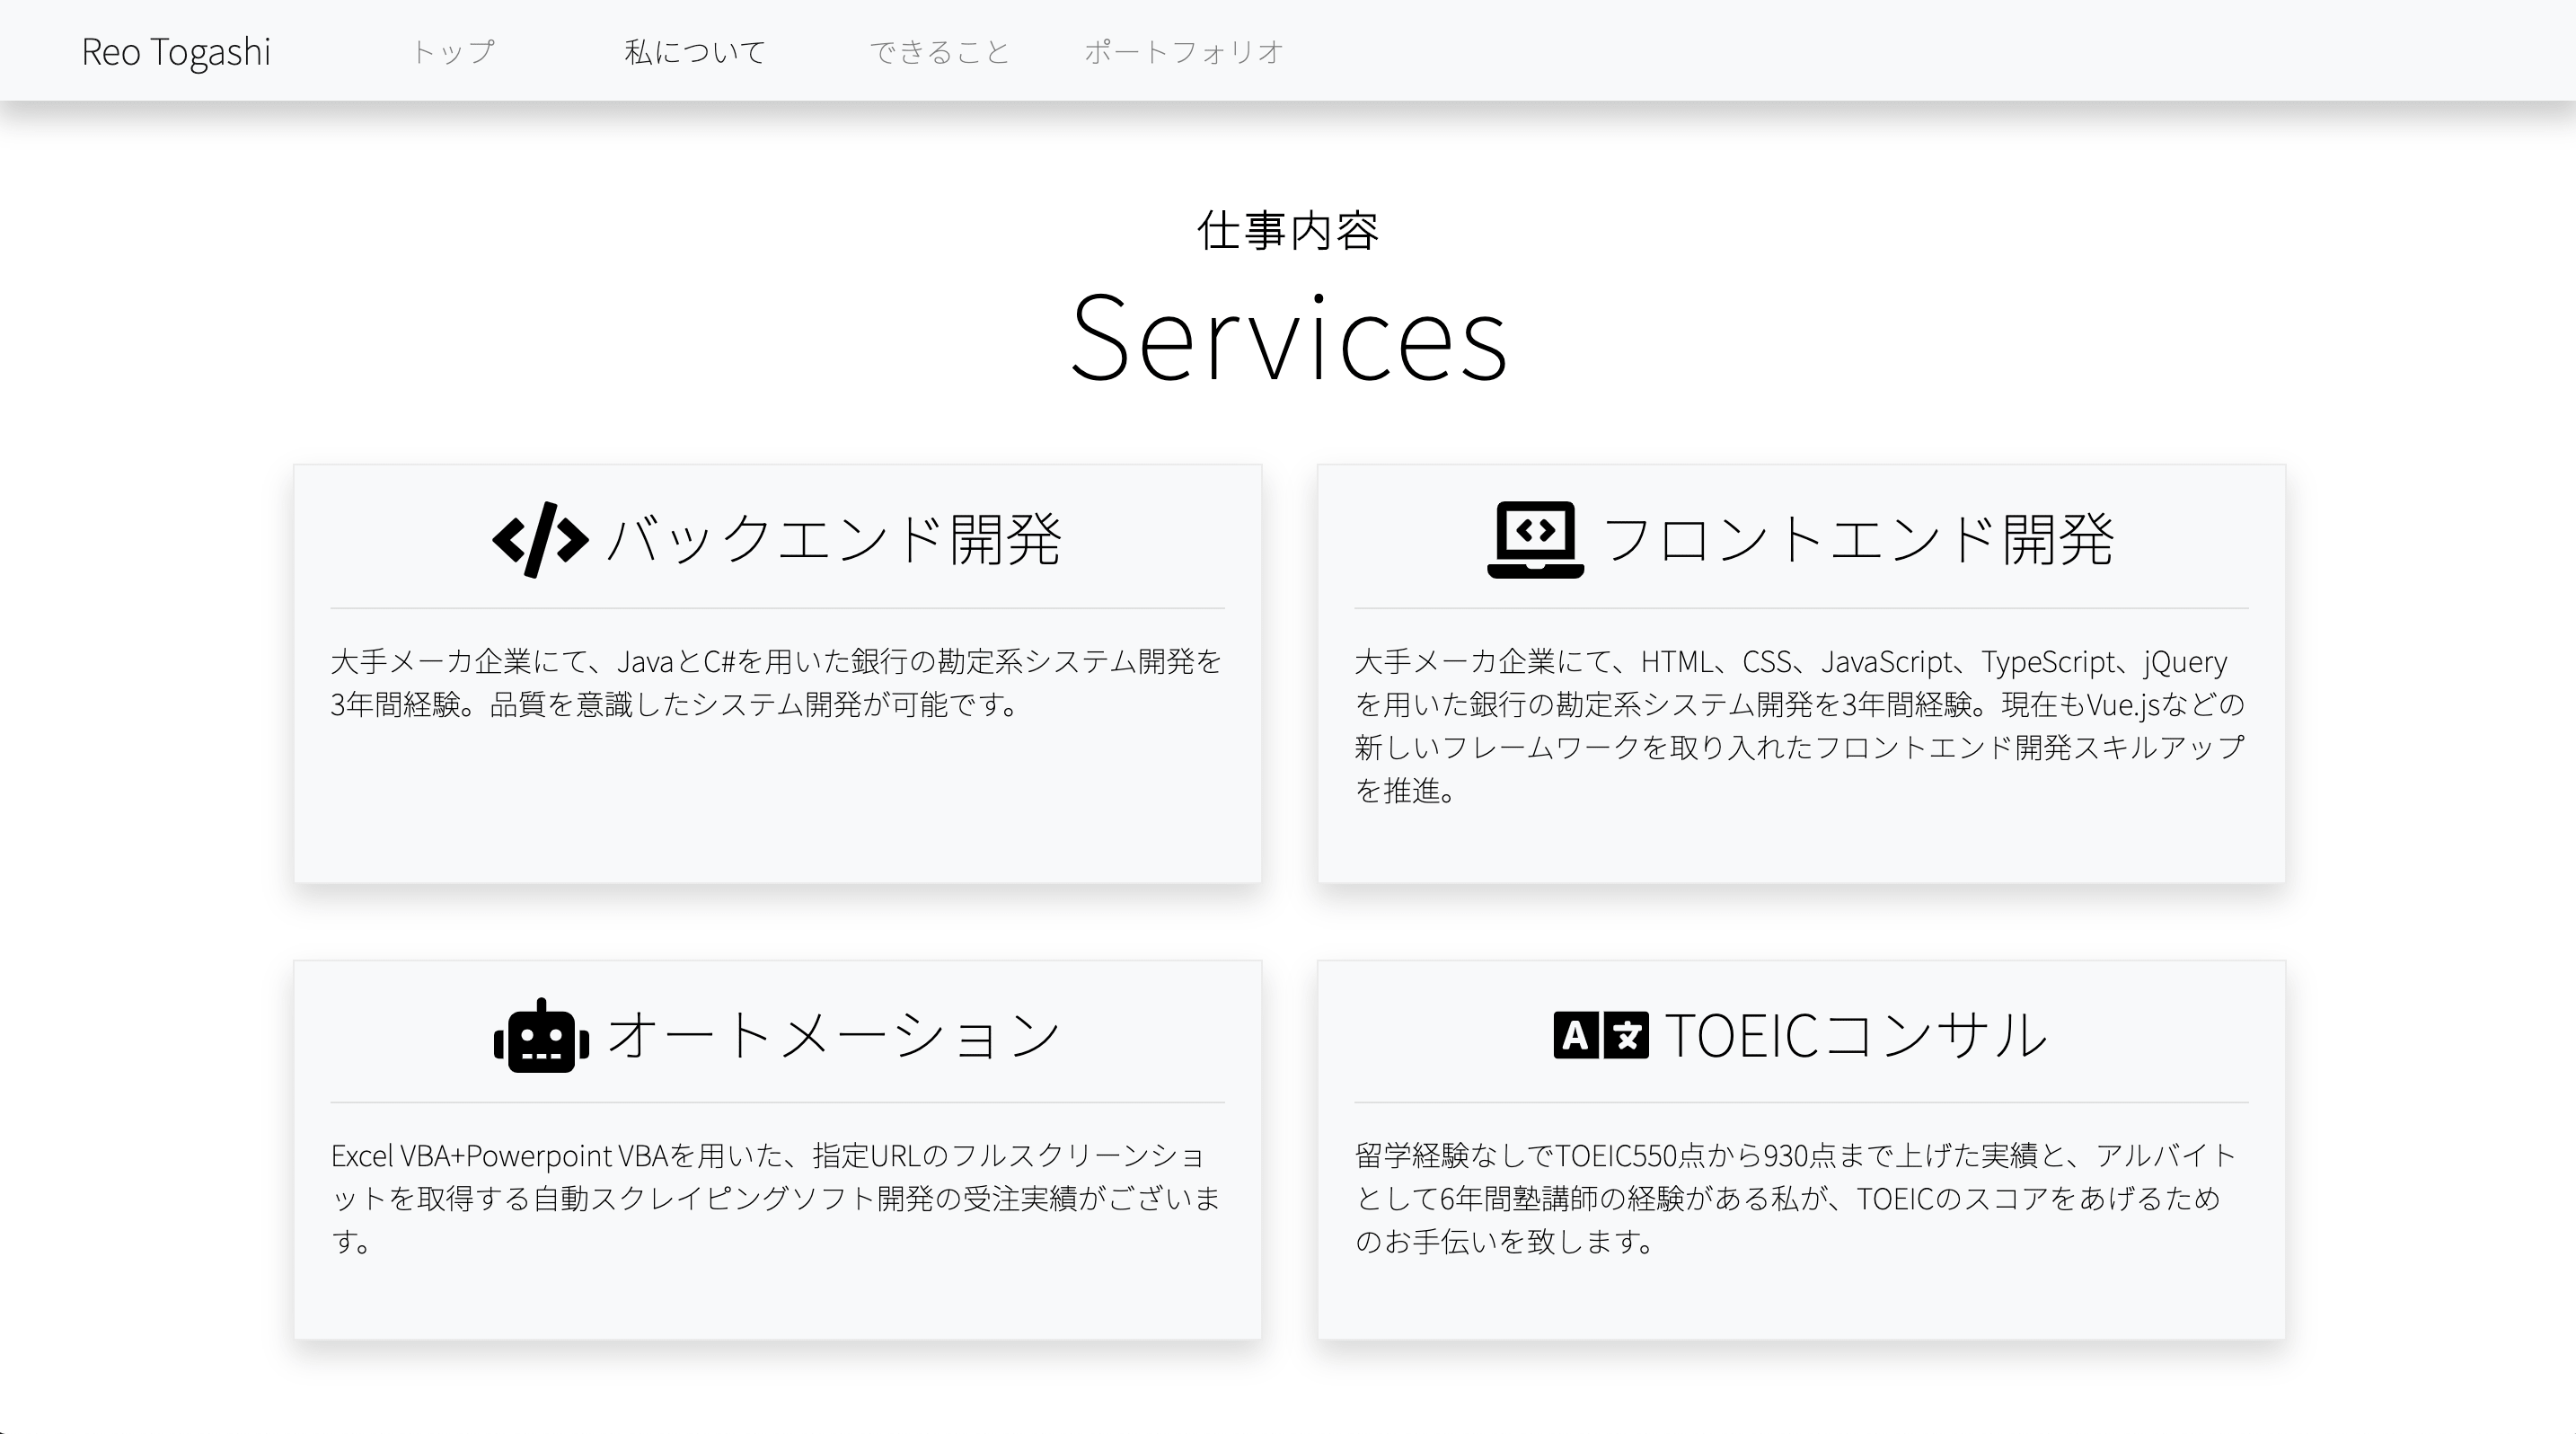 Reo Togashi トップ 私について できること ポートフォリオ
仕事内容
Services
バックエンド開発
大手メーカ企業にて、JavaとC#を用いた銀行の勘定系システム開発を
3年間経験。品質を意識したシステム開発が可能です。
フロントエンド開発
大手メーカ企業にて、HTML、CSS、JavaScript、TypeScript、jQuery
を用いた銀行の勘定系システム開発を3年間経験。現在もVue.jsなどの
新しいフレームワークを取り入れたフロントエンド開発スキルアップ
を推進。
オートメーション
Excel VBA+Powerpoint VBAを用いた、指定URLのフルスクリーンショ
ットを取得する自動スクレイピングソフト開発の受注実績がございま
す。
A 文 TOEICコンサル
留学経験なしでTOEIC550点から930点まで上げた実績と、アルバイト
として6年間塾講師の経験がある私が、TOEICのスコアをあげるため
のお手伝いを致します。